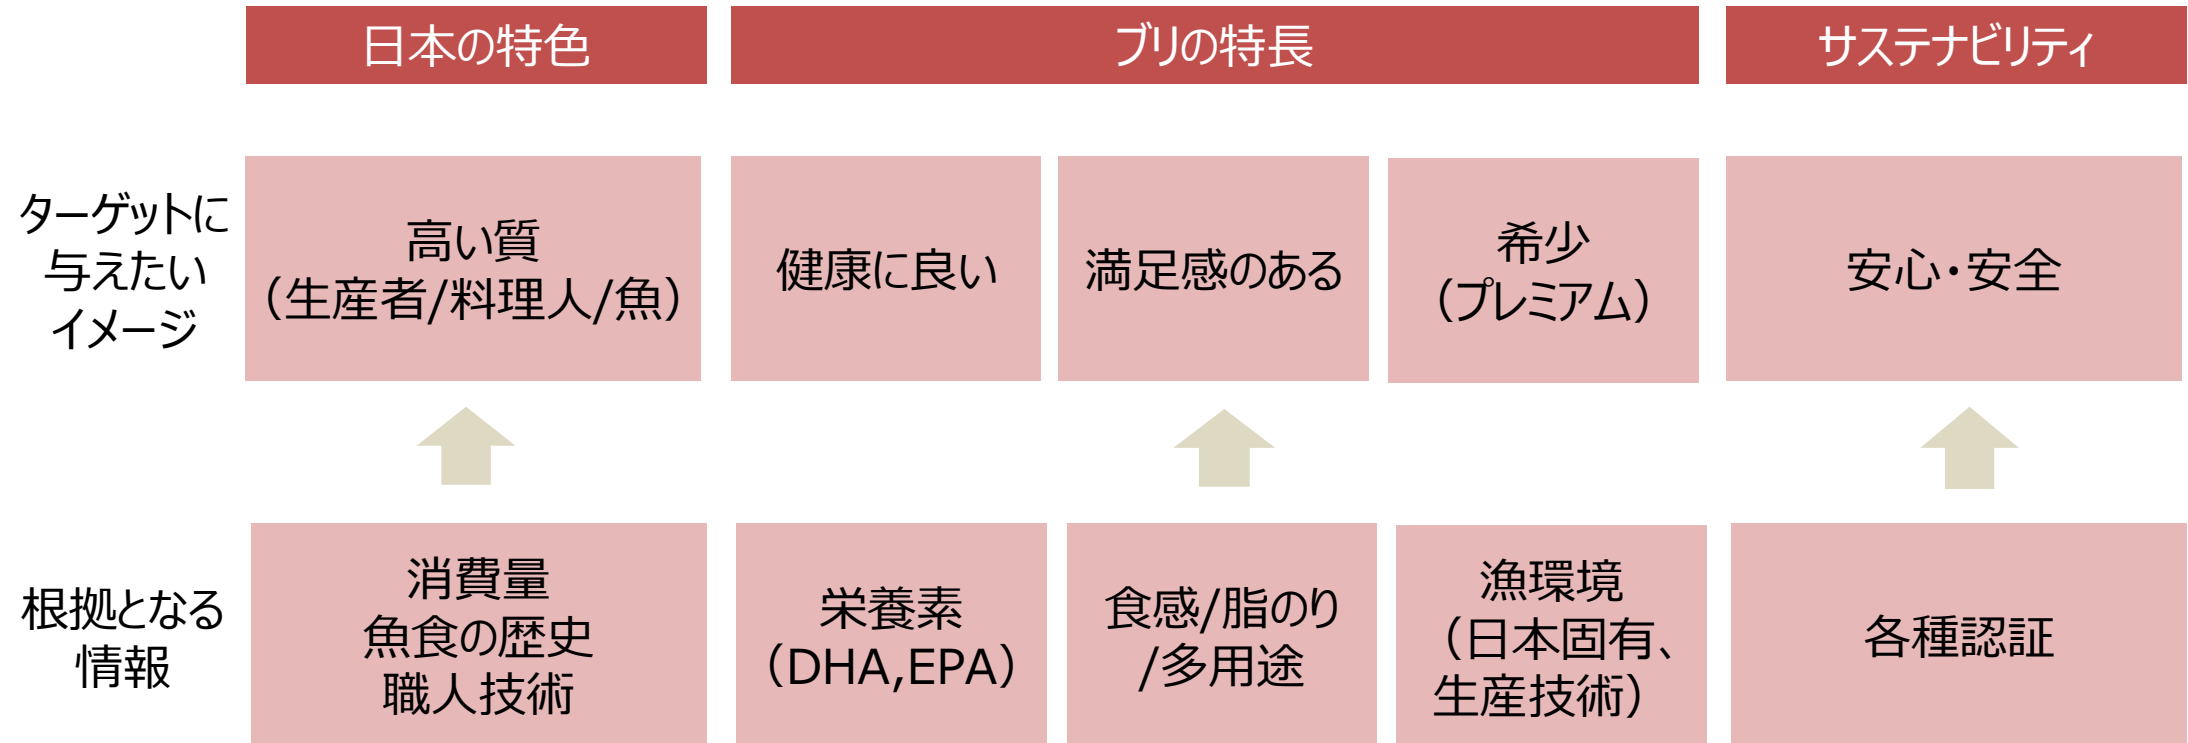 日本の特色
ブリの特長
サステナビリティ
ターゲットに
与えたい
イメージ
高い質
（生産者/料理人/魚）
健康に良い
満足感のある
希少
（プレミアム）
安心・安全
根拠となる
情報
消費量
魚食の歴史
職人技術
栄養素
（DHA,EPA）
食感/脂のり
/多用途
漁環境
（日本固有、
生産技術）
各種認証